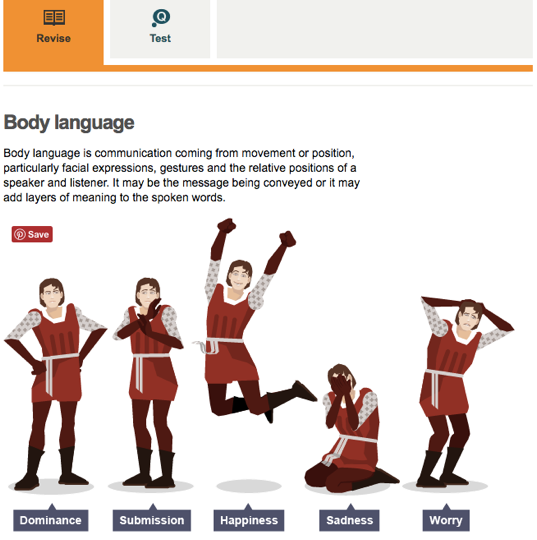 Revise
Test
Body language
Body language is communication coming from movement or position,
particularly facial expressions, gestures and the relative positions of a
speaker and listener. It may be the message being conveyed or it may
add layers of meaning to the spoken words.
Save
Dominance
Submission
Happiness
Sadness
Worry